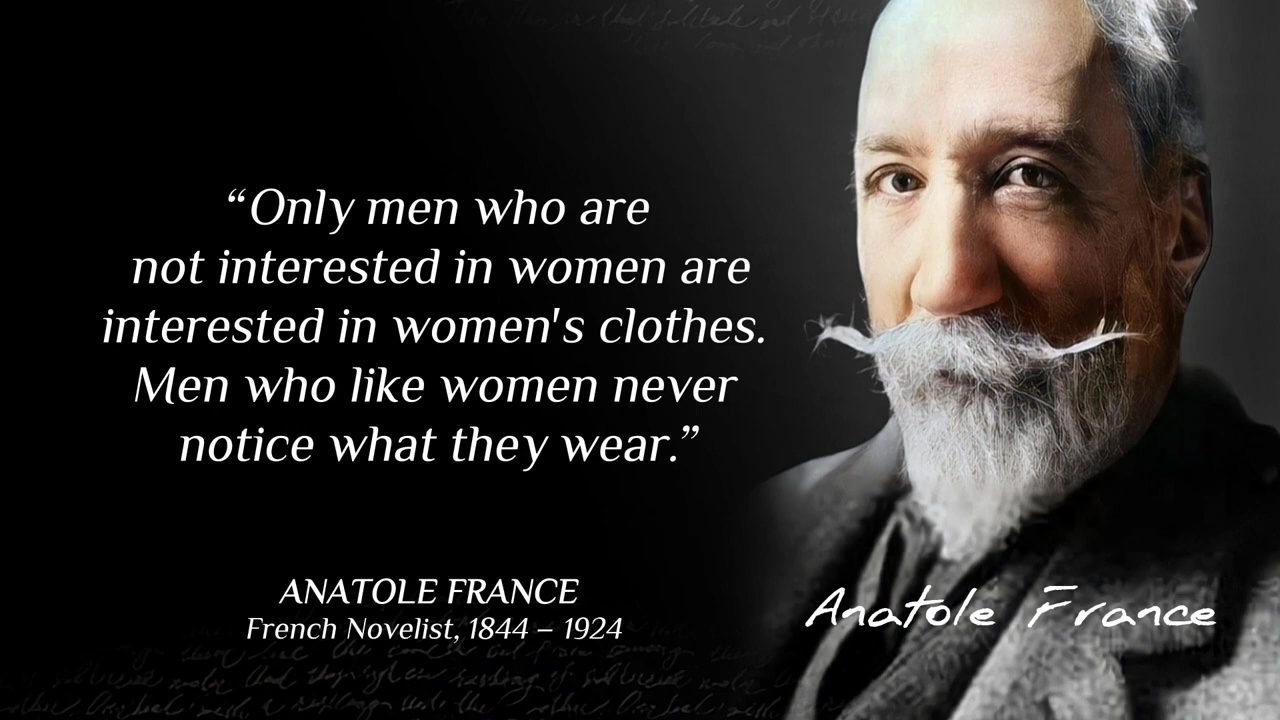 “Only men who are
not interested in women are
interested in women's clothes.
Men who like women never
notice what they wear.”
ANATOLE FRANCE
French Novelist, 1844 – 1924
Anatole France